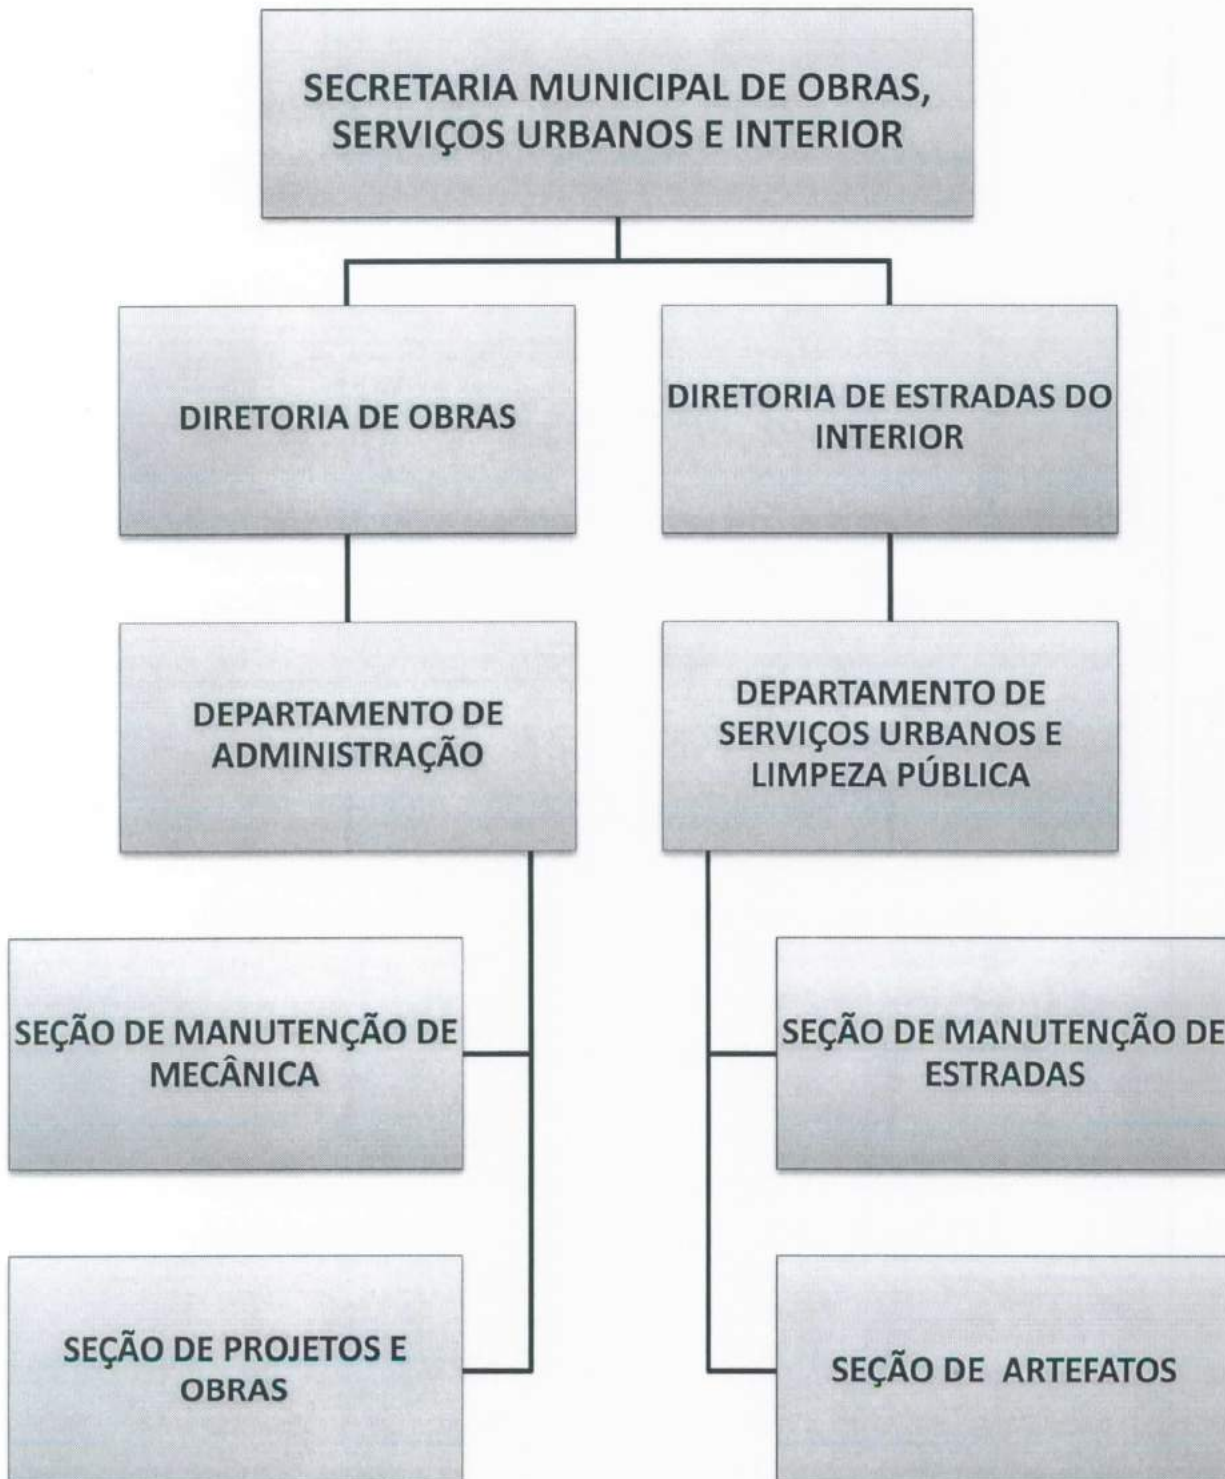 SECRETARIA MUNICIPAL DE OBRAS,
SERVIÇOS URBANOS E INTERIOR
DIRETORIA DE OBRAS
DIRETORIA DE ESTRADAS DO
INTERIOR
DEPARTAMENTO DE
ADMINISTRAÇÃO
DEPARTAMENTO DE
SERVIÇOS URBANOS E
LIMPEZA PÚBLICA
SEÇÃO DE MANUTENÇÃO DE
MECÂNICA
SEÇÃO DE MANUTENÇÃO DE
ESTRADAS
SEÇÃO DE PROJETOS E
OBRAS
SEÇÃO DE ARTEFATOS